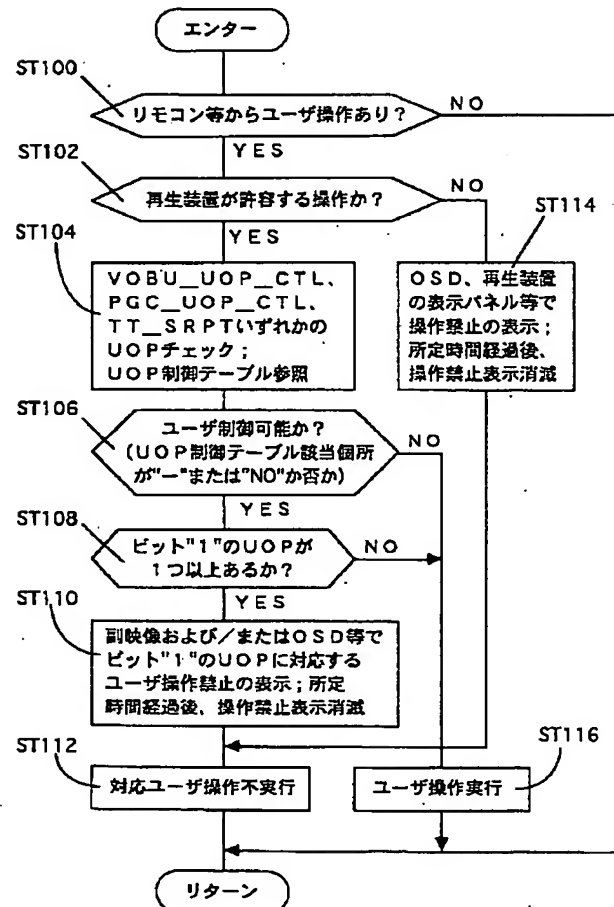 エンター
ST100
リモコン等からユーザ操作あり？
NO
YES
ST102
再生装置が許容する操作か？
NO
YES
ST104
VOBU＿UOP＿CTL、
PGC＿UOP＿CTL、
TT＿SRPTいずれかの
UOPチェック；
UOP制御テーブル参照
ST114
OSD、再生装置
の表示パネル等で
操作禁止の表示；
所定時間経過後、
操作禁止表示消滅
ST106
ユーザ制御可能か？
(UOP制御テーブル該当個所
が"ー"または"NO"か否か)
NO
YES
ST108
ビット"1"のUOPが
1つ以上あるか？
NO
YES
ST110
副映像および／またはOSD等で
ビット"1"のUOPに対応する
ユーザ操作禁止の表示；所定
時間経過後、操作禁止表示消滅
ST112
対応ユーザ操作不実行
ST116
ユーザ操作実行
リターン